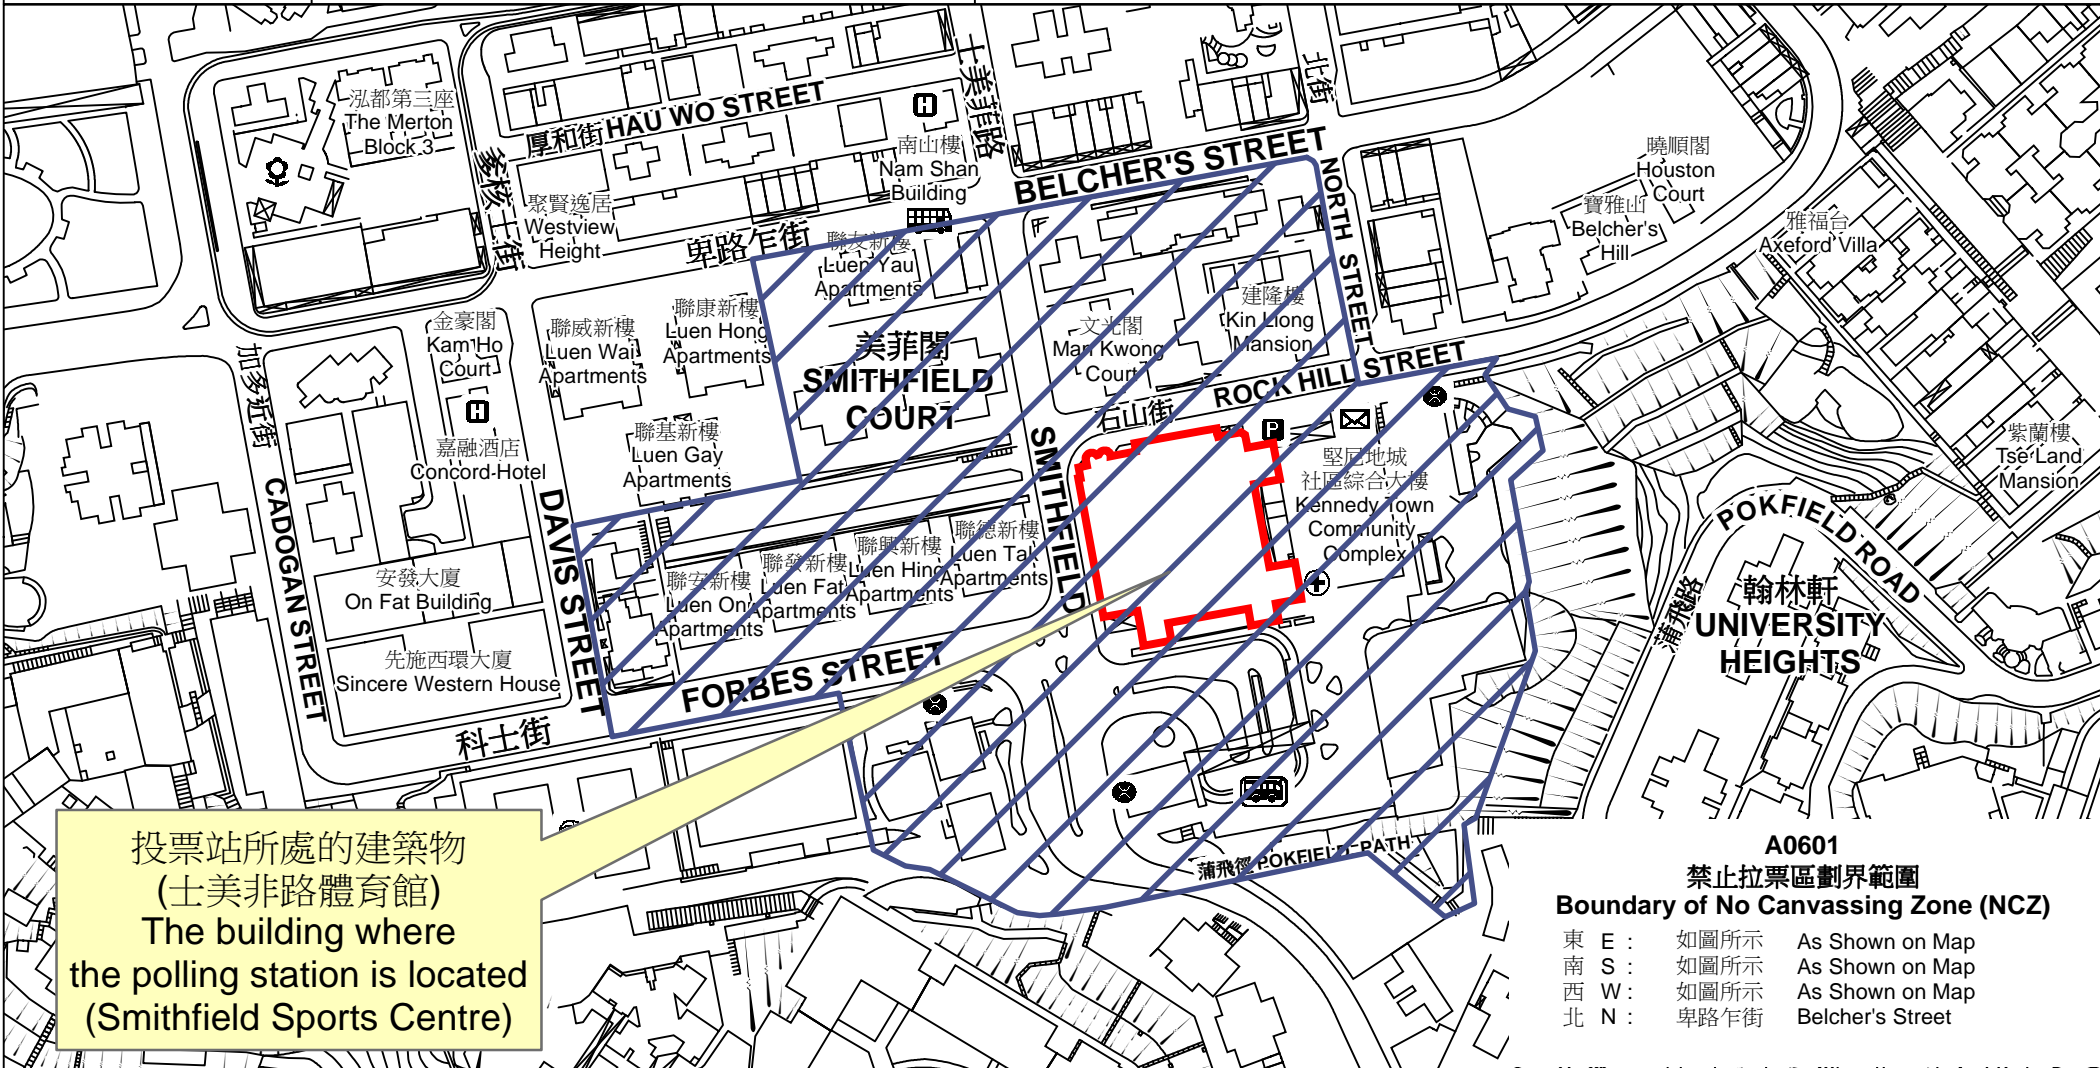 泓都第三座
The Merton
Block 3
厚和街 HAU WO STREET
士美菲路
北街
爹核士街
聚賢逸居
Westview
Height
南山樓
Nam Shan
Building
BELCHER'S STREET
卑路乍街
NORTH STREET
曉順閣
Houston
Court
寶雅山
Belcher's
Hill
雅福台
Axeford Villa
聯友新樓
Luen Yau
Apartments
聯康新樓
Luen Hong
Apartments
聯威新樓
Luen Wai
Apartments
金豪閣
Kam Ho
Court
加多近街
美菲閣
SMITHFIELD
COURT
文光閣
Man Kwong
Court
建隆樓
Kin Liong
Mansion
石山街
ROCK HILL STREET
聯基新樓
Luen Gay
Apartments
嘉融酒店
Concord Hotel
CADOGAN STREET
DAVIS STREET
SMITHFIELD
P
堅尼地城
社區綜合大樓
Kennedy Town
Community
Complex
紫蘭樓
Tse Land
Mansion
POKFIELD ROAD
蒲飛路
翰林軒
UNIVERSITY
HEIGHTS
安發大廈
On Fat Building
先施西環大廈
Sincere Western House
聯安新樓
Luen On
Apartments
聯發新樓
Luen Fat
Apartments
聯興新樓
Luen Hing
Apartments
聯德新樓
Luen Tak
Apartments
FORBES STREET
科士街
蒲飛徑 POKFIELD PATH
投票站所處的建築物
(士美非路體育館)
The building where
the polling station is located
(Smithfield Sports Centre)
A0601
禁止拉票區劃界範圍
Boundary of No Canvassing Zone (NCZ)
東 E : 如圖所示 As Shown on Map
南 S : 如圖所示 As Shown on Map
西 W : 如圖所示 As Shown on Map
北 N : 卑路乍街 Belcher's Street